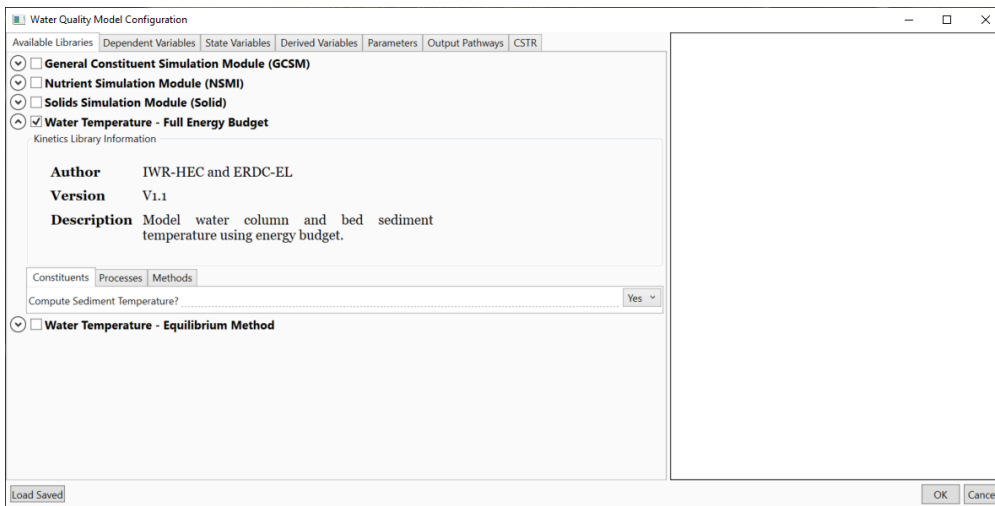 Water Quality Model Configuration
Available Libraries Dependent Variables State Variables Derived Variables Parameters Output Pathways CSTR
General Constituent Simulation Module (GCSM)
Nutrient Simulation Module (NSMI)
Solids Simulation Module (Solid)
Water Temperature - Full Energy Budget
Kinetics Library Information
Author IWR-HEC and ERDC-EL
Version V1.1
Description Model water column and bed sediment
temperature using energy budget.
Constituents Processes Methods
Compute Sediment Temperature? Yes
Water Temperature - Equilibrium Method
Load Saved OK Cance